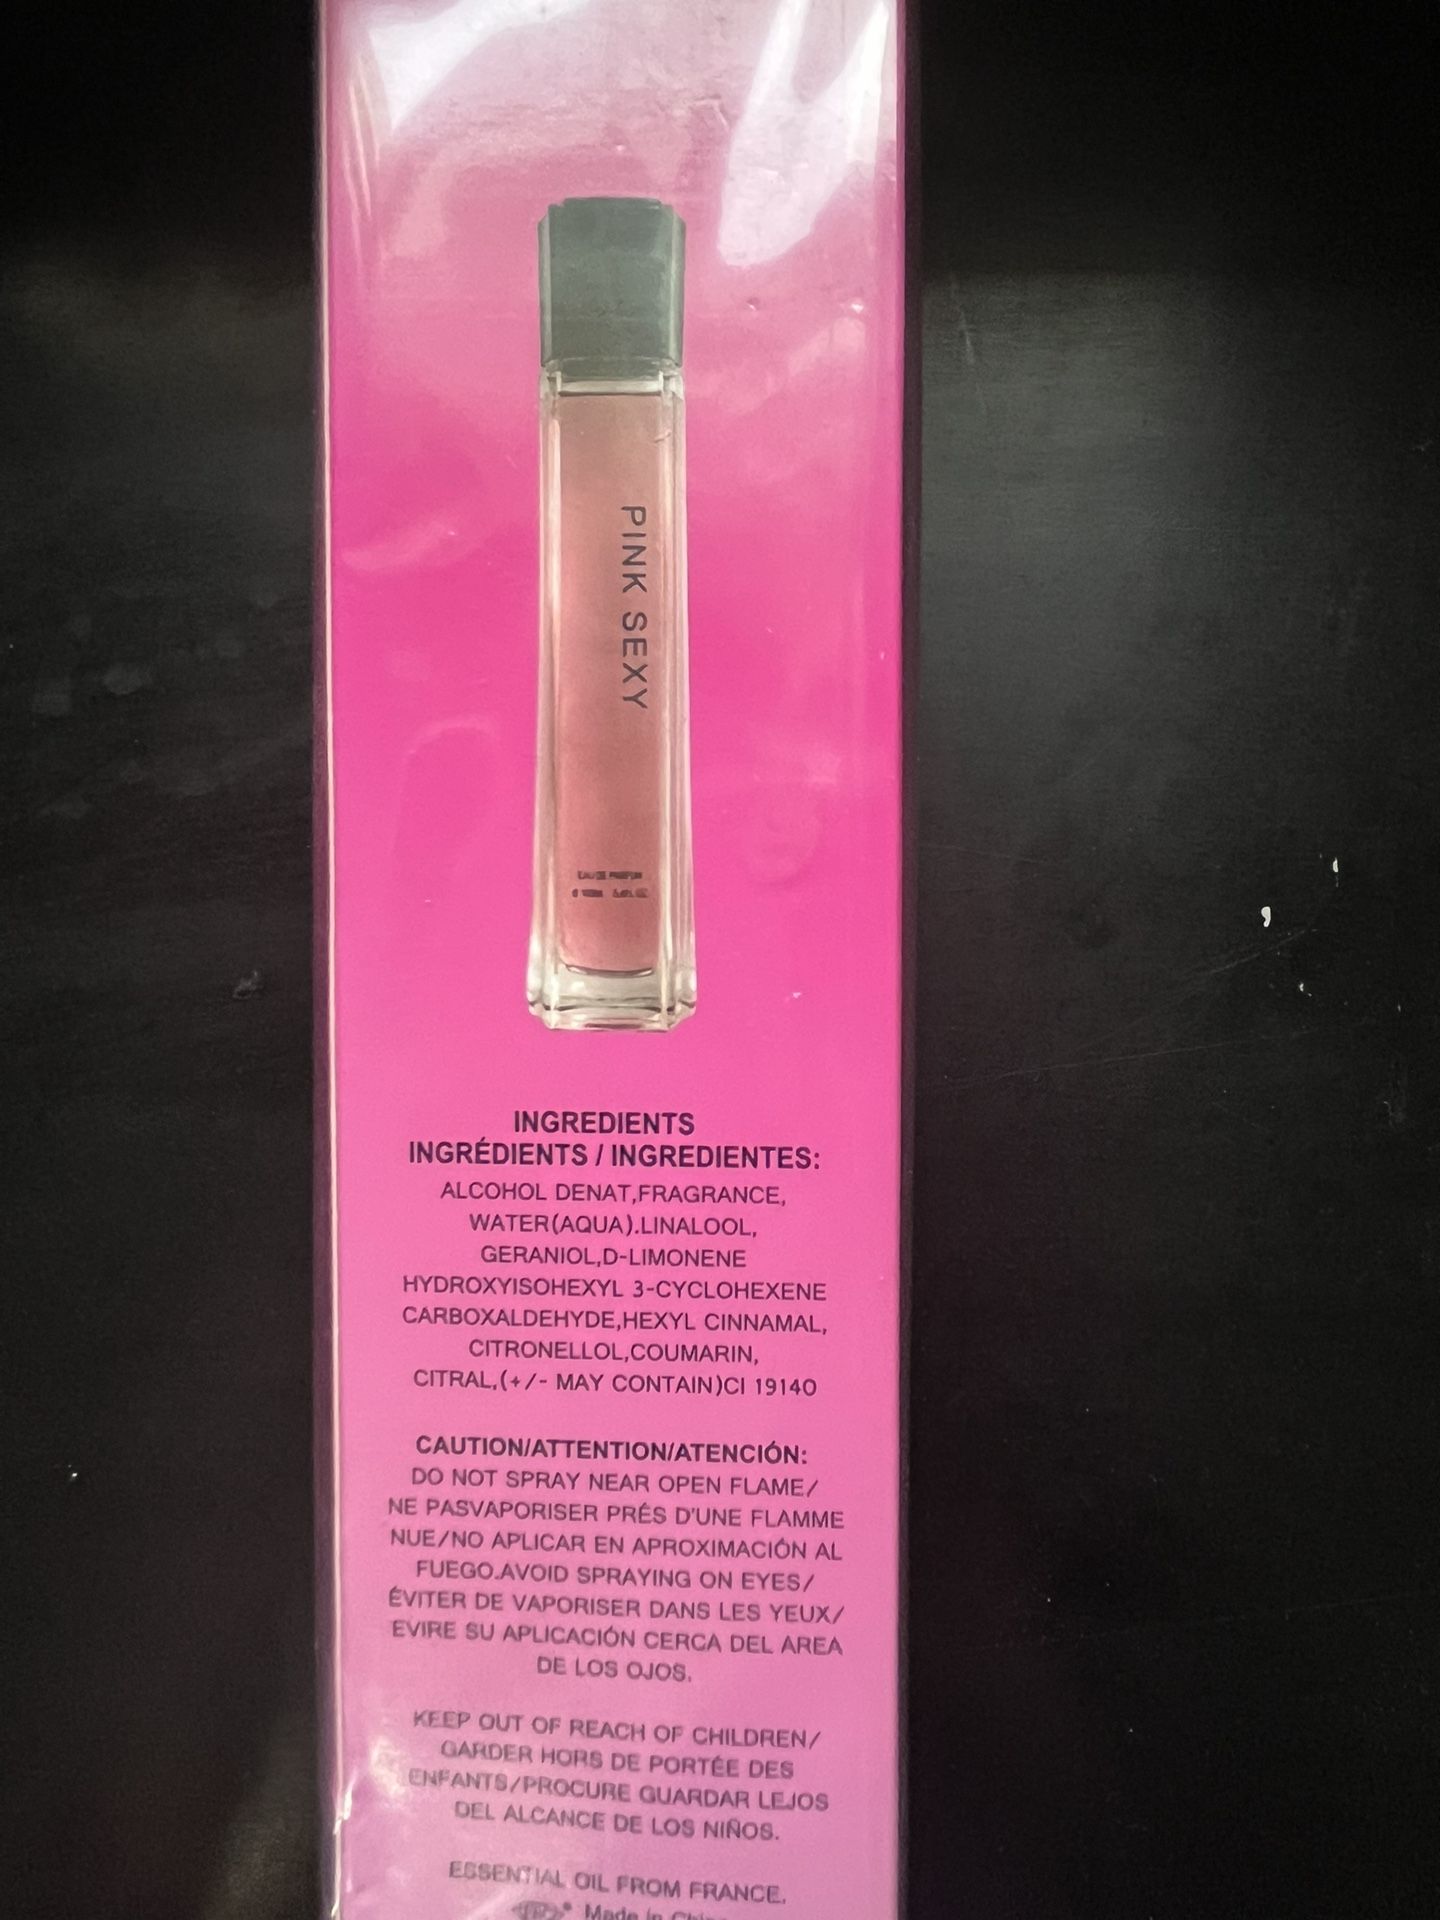 PINK SEXY
EAU DE PARFUM
INGREDIENTS
INGRÉDIENTS / INGREDIENTES:
ALCOHOL DENAT,FRAGRANCE,
WATER(AQUA).LINALOOL,
GERANIOL,D-LIMONENE
HYDROXYISOHEXYL 3-CYCLOHEXENE
CARBOXALDEHYDE,HEXYL CINNAMAL,
CITRONELLOL,COUMARIN,
CITRAL,(+/- MAY CONTAIN)CI 19140
CAUTION/ATTENTION/ATENCIÓN:
DO NOT SPRAY NEAR OPEN FLAME/
NE PASVAPORISER PRÉS D'UNE FLAMME
NUE/NO APLICAR EN APROXIMACIÓN AL
FUEGO.AVOID SPRAYING ON EYES/
ÉVITER DE VAPORISER DANS LES YEUX/
EVIRE SU APLICACIÓN CERCA DEL AREA
DE LOS OJOS.
KEEP OUT OF REACH OF CHILDREN/
GARDER HORS DE PORTÉE DES
ENFANTS/PROCURE GUARDAR LEJOS
DEL ALCANCE DE LOS NIÑOS.
ESSENTIAL OIL FROM FRANCE.
Made in